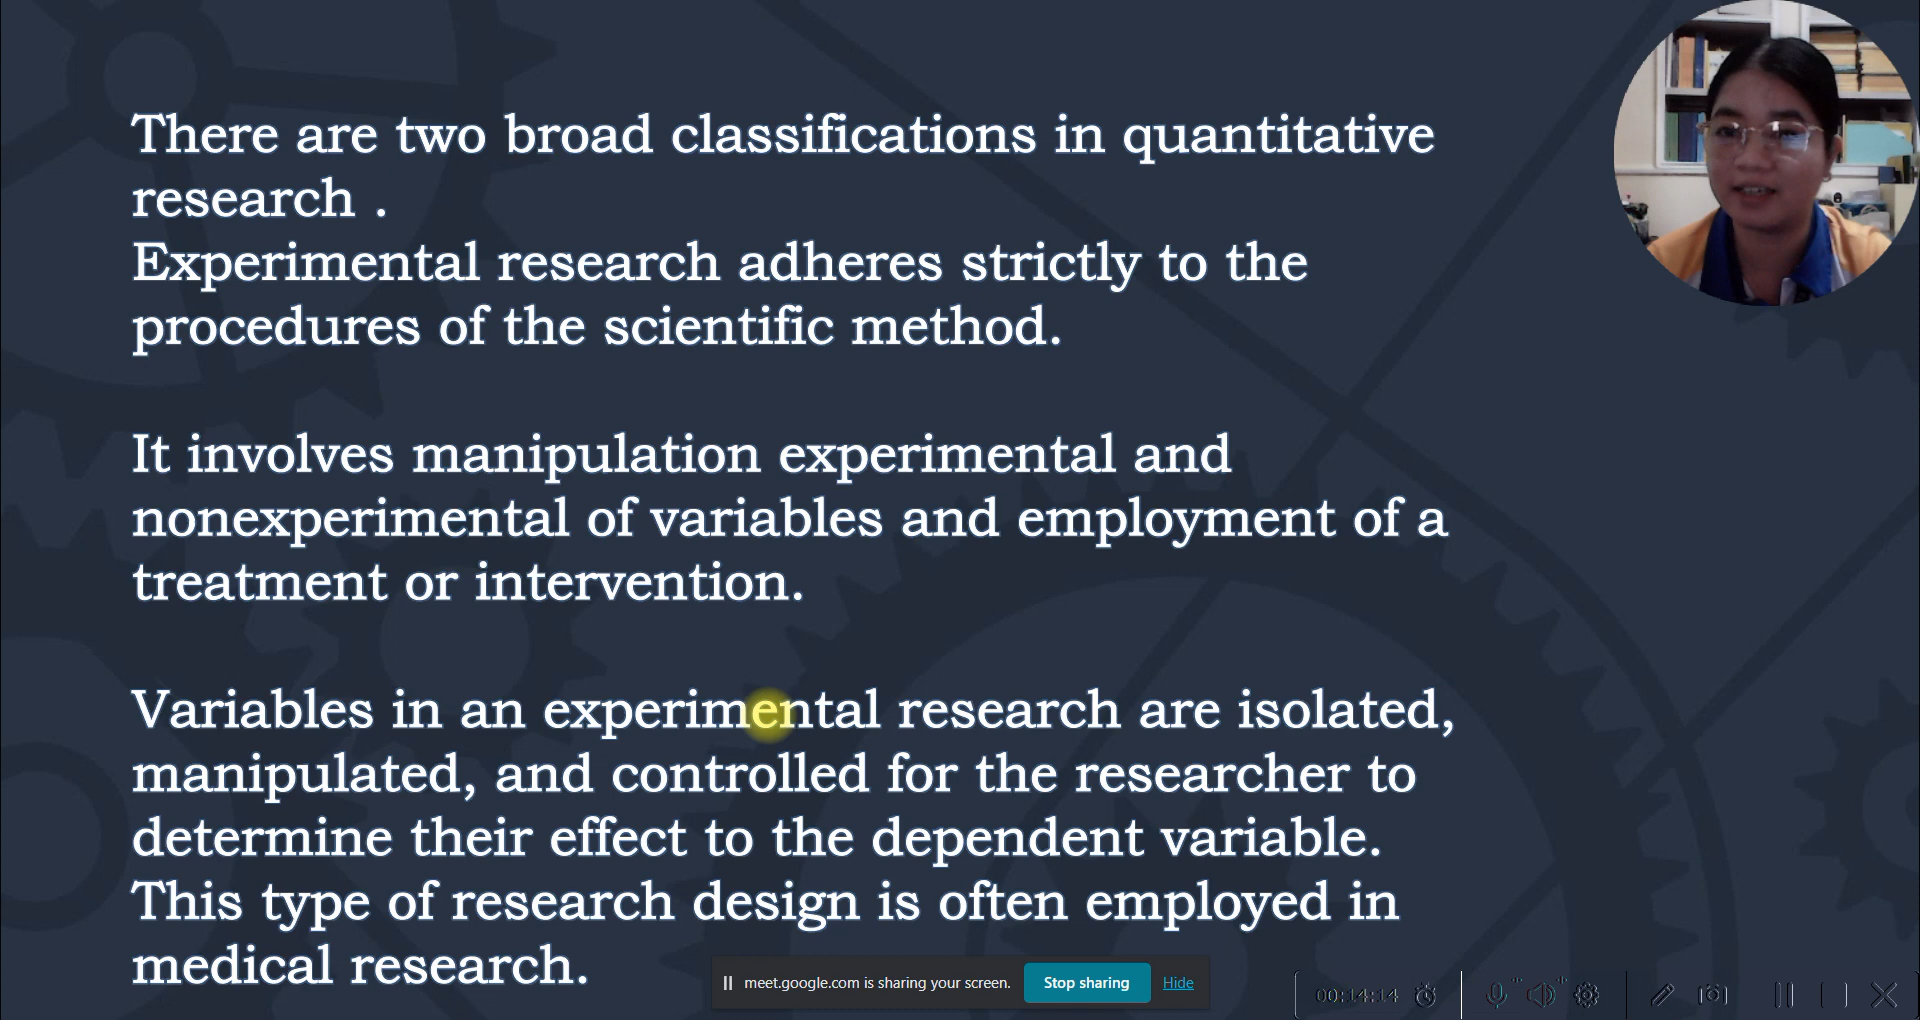 There are two broad classifications in quantitative
research .
Experimental research adheres strictly to the
procedures of the scientific method.
It involves manipulation experimental and
nonexperimental of variables and employment of a
treatment or intervention.
Variables in an experimental research are isolated,
manipulated, and controlled for the researcher to
determine their effect to the dependent variable.
This type of research design is often employed in
medical research.
meet.google.com is sharing your screen. Stop sharing Hide
00:14:14